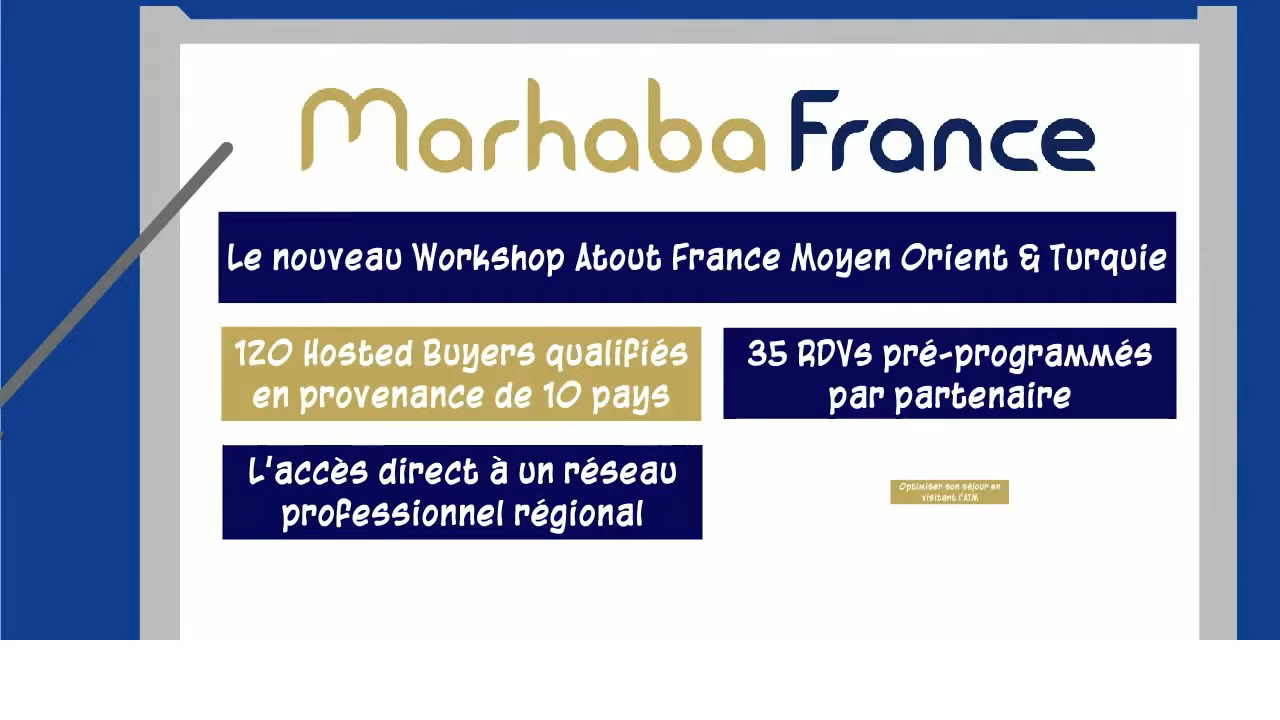 Marhaba France
Le nouveau Workshop Atout France Moyen Orient & Turquie
120 Hosted Buyers qualifiés
en provenance de 10 pays
35 RDVs pré-programmés
par partenaire
L'accès direct à un réseau
professionnel régional
Optimiser son séjour en
visitant l'ATM